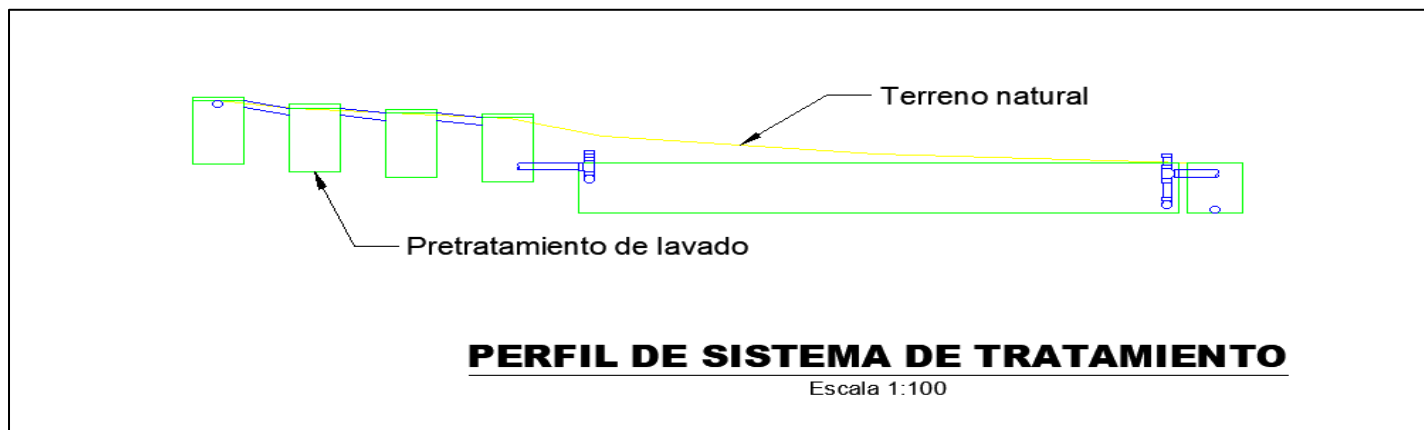 Terreno natural
Pretratamiento de lavado
PERFIL DE SISTEMA DE TRATAMIENTO
Escala 1:100